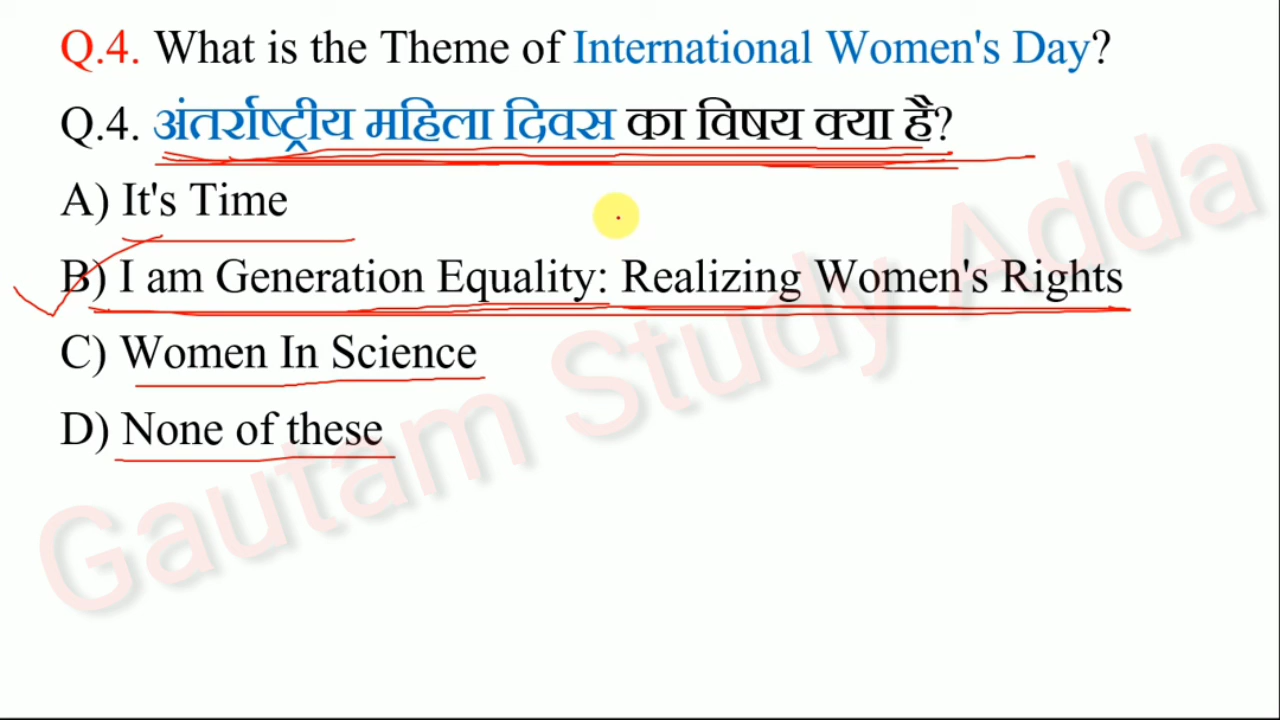 Q.4. What is the Theme of International Women's Day?
Q.4. अंतर्राष्ट्रीय महिला दिवस का विषय क्या है?
A) It's Time
B) I am Generation Equality: Realizing Women's Rights
C) Women In Science
D) None of these
Gautam Study Adda